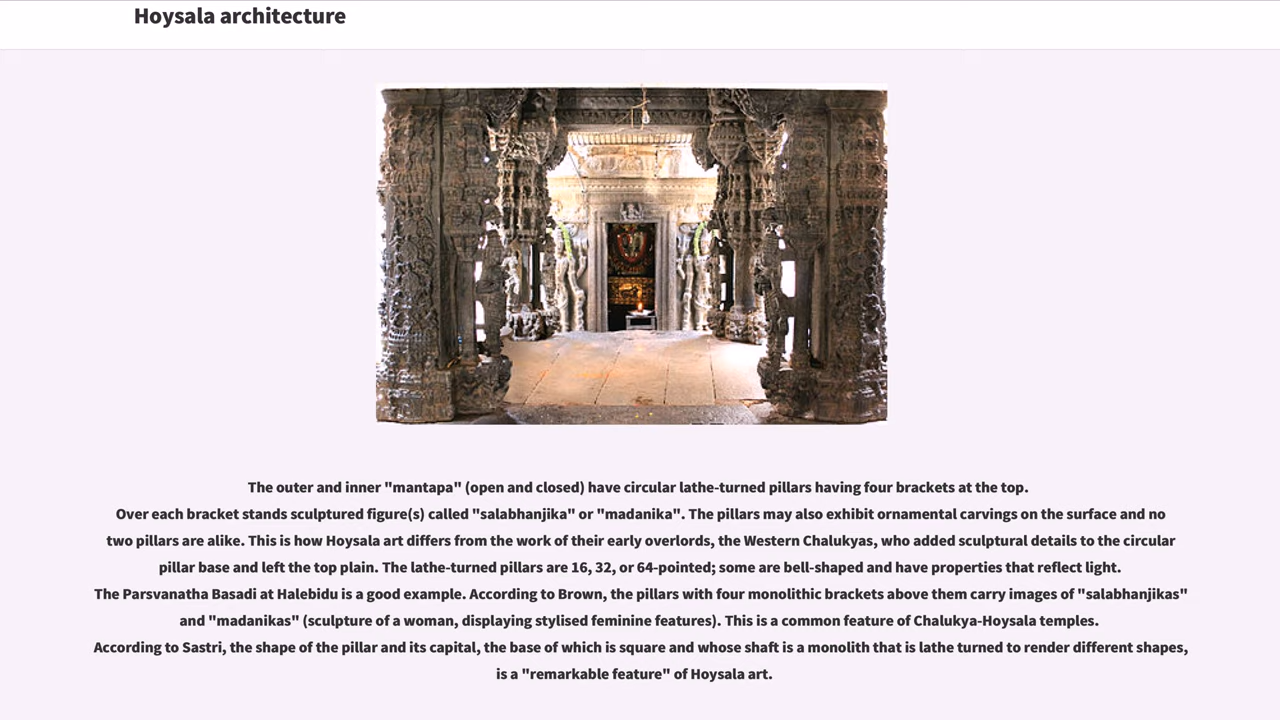 Hoysala architecture
The outer and inner "mantapa" (open and closed) have circular lathe-turned pillars having four brackets at the top.
Over each bracket stands sculptured figure(s) called "salabhanjika" or "madanika". The pillars may also exhibit ornamental carvings on the surface and no
two pillars are alike. This is how Hoysala art differs from the work of their early overlords, the Western Chalukyas, who added sculptural details to the circular
pillar base and left the top plain. The lathe-turned pillars are 16, 32, or 64-pointed; some are bell-shaped and have properties that reflect light.
The Parsvanatha Basadi at Halebidu is a good example. According to Brown, the pillars with four monolithic brackets above them carry images of "salabhanjikas"
and "madanikas" (sculpture of a woman, displaying stylised feminine features). This is a common feature of Chalukya-Hoysala temples.
According to Sastri, the shape of the pillar and its capital, the base of which is square and whose shaft is a monolith that is lathe turned to render different shapes,
is a "remarkable feature" of Hoysala art.